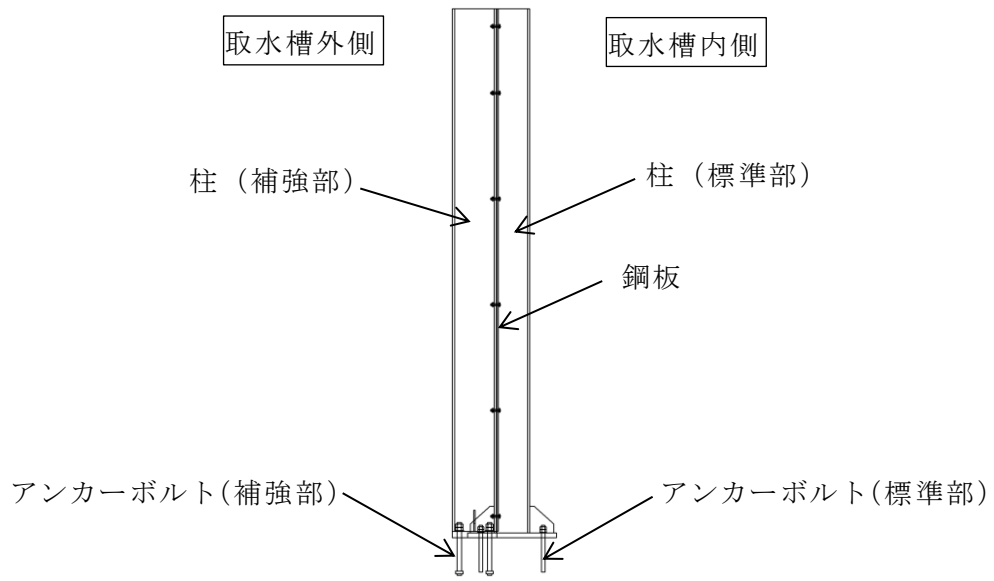 取水槽外側
取水槽内側
柱（補強部）
柱（標準部）
鋼板
アンカーボルト(補強部)
アンカーボルト(標準部)